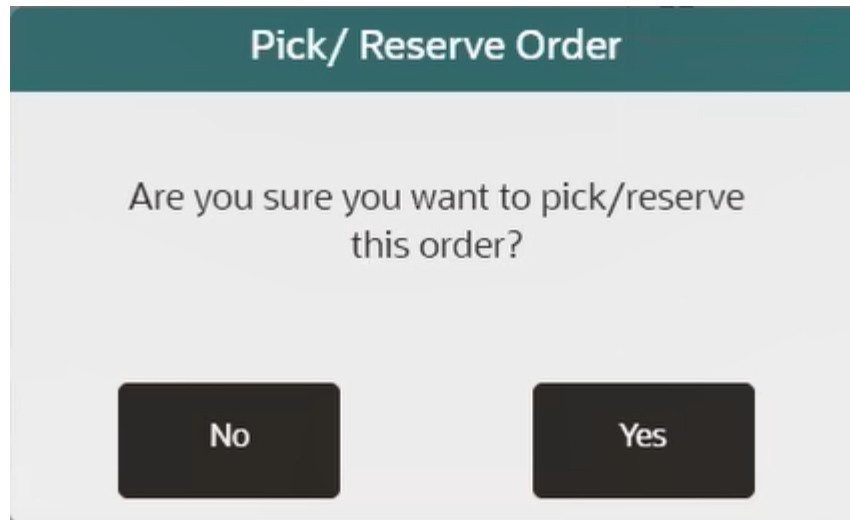 Pick/ Reserve Order
Are you sure you want to pick/reserve
this order?
No
Yes